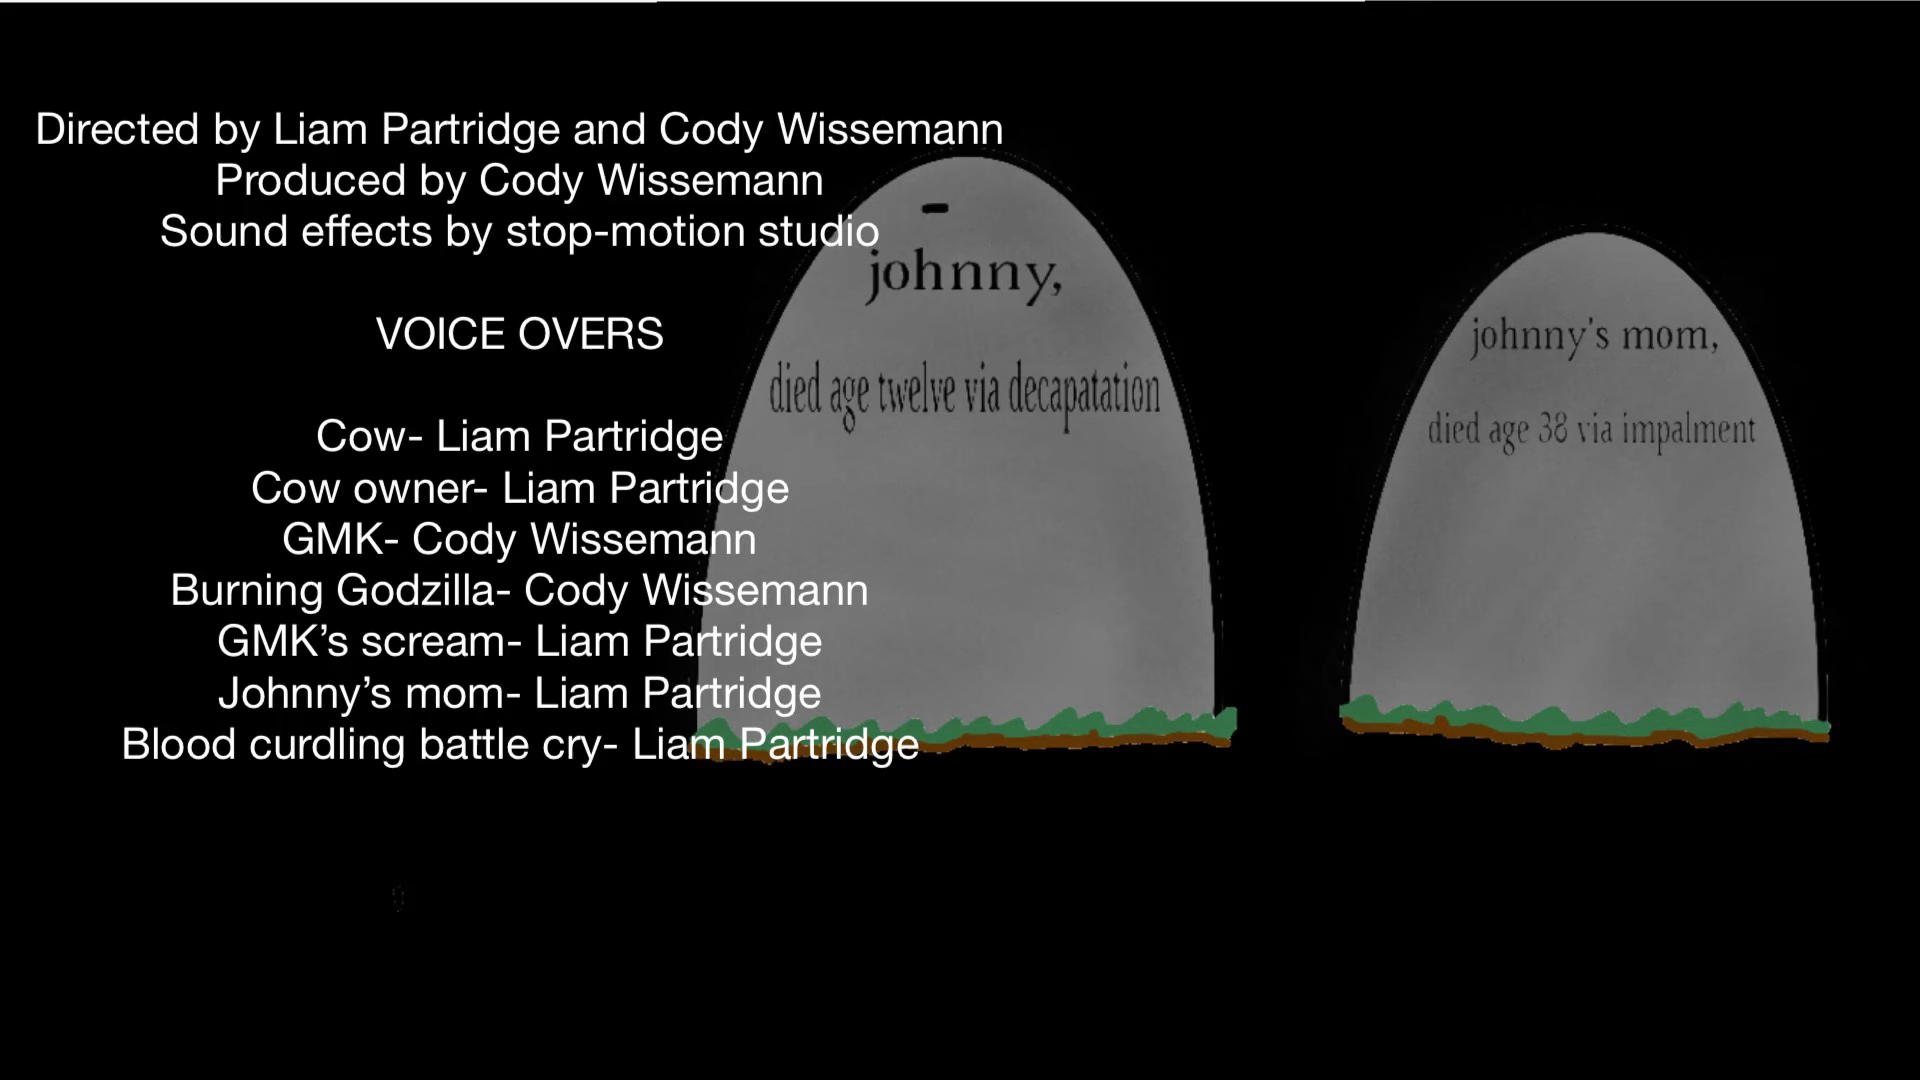 Directed by Liam Partridge and Cody Wissemann
Produced by Cody Wissemann
Sound effects by stop-motion studio
VOICE OVERS
Cow- Liam Partridge
Cow owner- Liam Partridge
GMK- Cody Wissemann
Burning Godzilla- Cody Wissemann
GMK’s scream- Liam Partridge
Johnny’s mom- Liam Partridge
Blood curdling battle cry- Liam Partridge
johnny,
died age twelve via decapatation
johnny's mom,
died age 38 via impalment